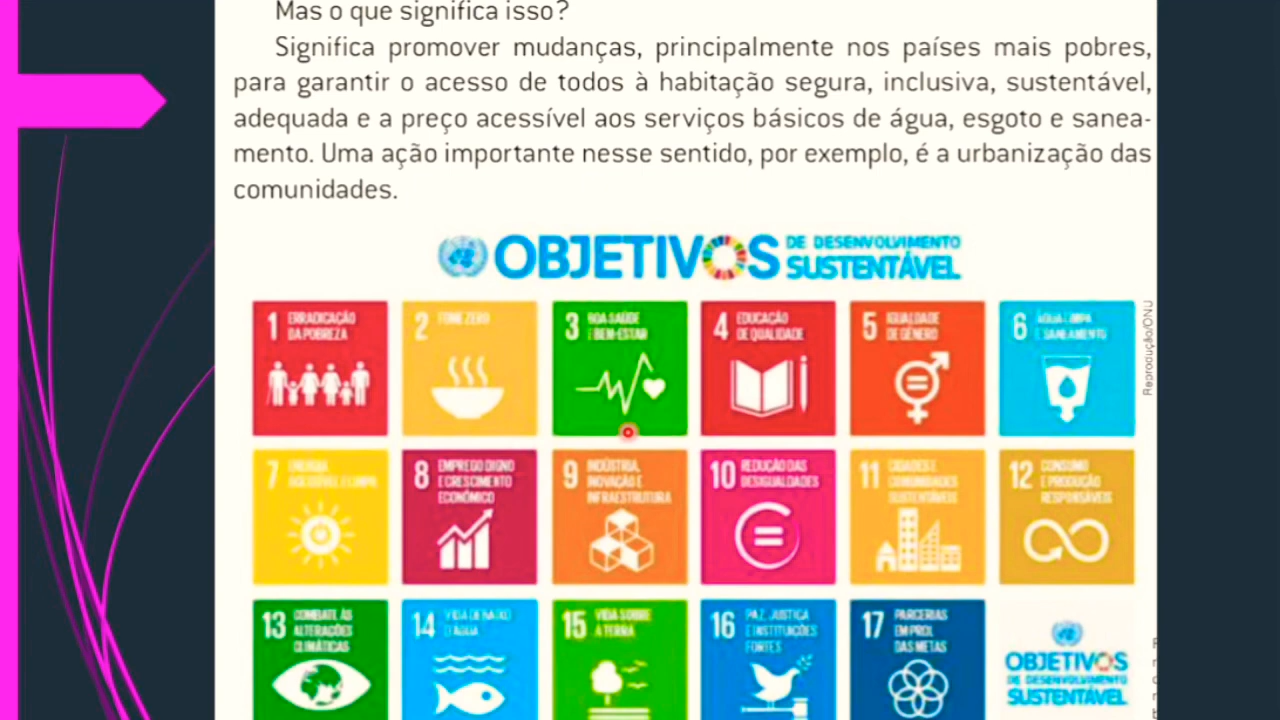 Mas o que significa isso?
Significa promover mudanças, principalmente nos países mais pobres,
para garantir o acesso de todos à habitação segura, inclusiva, sustentável,
adequada e a preço acessível aos serviços básicos de água, esgoto e sanea-
mento. Uma ação importante nesse sentido, por exemplo, é a urbanização das
comunidades.
OBJETIVOS DE DESENVOLVIMENTO
SUSTENTÁVEL
1 ERRADICAÇÃO
DA POBREZA
2 FOME ZERO
3 BOA SAÚDE
E BEM-ESTAR
4 EDUCAÇÃO
DE QUALIDADE
5 IGUALDADE
DE GÊNERO
6 ÁGUA LIMPA
E SANEAMENTO
Reprodução/ONU
7 ENERGIA
ACESSÍVEL E LIMPA
8 EMPREGO DIGNO
E CRESCIMENTO
ECONÔMICO
9 INDÚSTRIA,
INOVAÇÃO E
INFRAESTRUTURA
10 REDUÇÃO DAS
DESIGUALDADES
11 CIDADES E
COMUNIDADES
SUSTENTÁVEIS
12 CONSUMO
E PRODUÇÃO
RESPONSÁVEIS
13 COMBATE ÀS
ALTERAÇÕES
CLIMÁTICAS
14 VIDA DEBAIXO
D'ÁGUA
15 VIDA SOBRE
A TERRA
16 PAZ, JUSTIÇA
E INSTITUIÇÕES
FORTES
17 PARCERIAS
EM PROL
DAS METAS
OBJETIVOS
DE DESENVOLVIMENTO
SUSTENTÁVEL